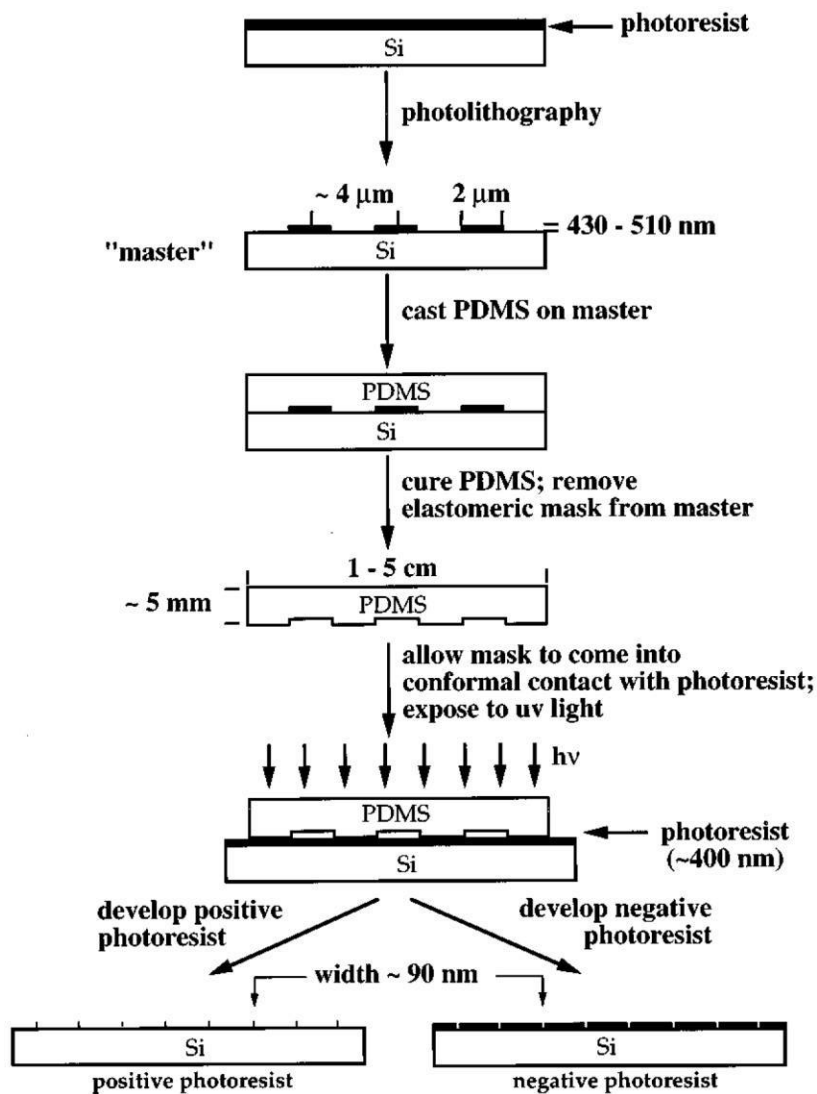 photoresist
Si
photolithography
~ 4 μm
2 μm
= 430 - 510 nm
"master"
Si
cast PDMS on master
PDMS
Si
cure PDMS; remove
elastomeric mask from master
1 - 5 cm
~ 5 mm
PDMS
allow mask to come into
conformal contact with photoresist;
expose to uv light
hν
PDMS
photoresist
(~400 nm)
Si
develop positive
photoresist
develop negative
photoresist
width ~ 90 nm
Si
positive photoresist
Si
negative photoresist